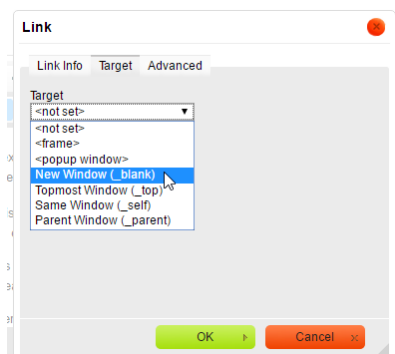 Link
Link Info Target Advanced
Target
<not set>
<not set>
<frame>
<popup window>
New Window (_blank)
Topmost Window (_top)
Same Window (_self)
Parent Window (_parent)
OK
Cancel